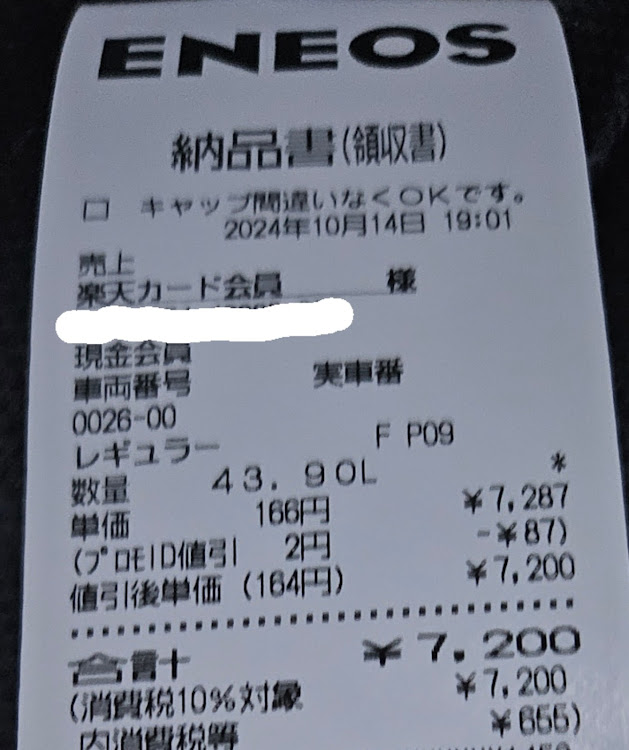 ENEOS
納品書(領収書)
□ キャップ間違いなくOKです。
2024年10月14日 19:01
売上
楽天カード会員 様
現金会員
車両番号 実車番
0026-00
レギュラー F P09
数量 43.90L *
単価 166円 ¥7,287
(プロモID値引 2円 -¥87)
値引後単価 (164円) ¥7,200
合計 ¥7,200
(消費税10%対象 ¥7,200
内消費税等 ¥655)